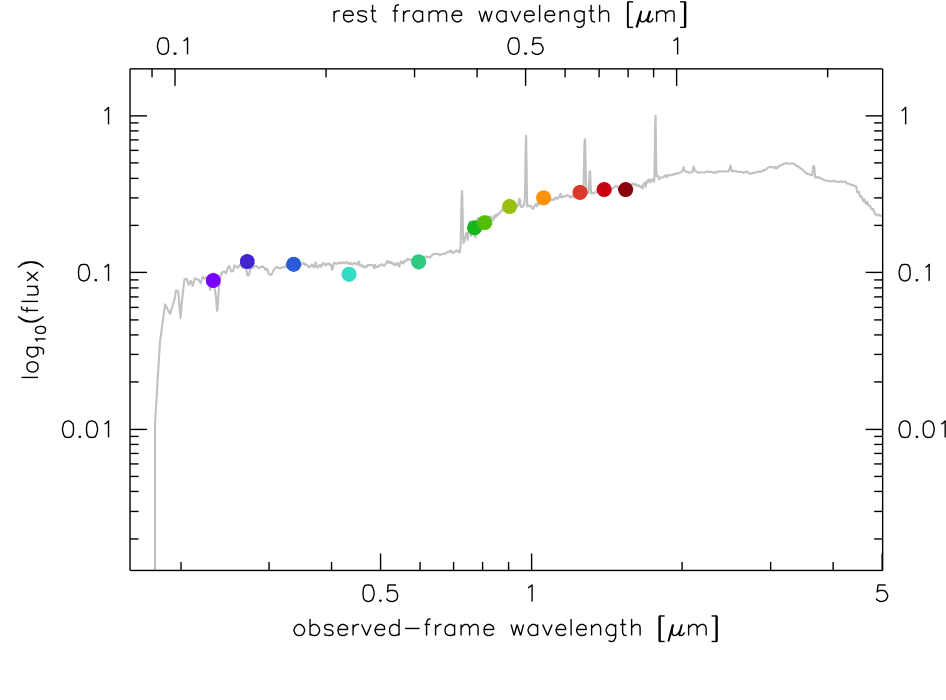 rest frame wavelength [μm]
0.1 0.5 1
1 1
0.1 0.1
0.01 0.01
log10(flux)
0.5 1 5
observed-frame wavelength [μm]